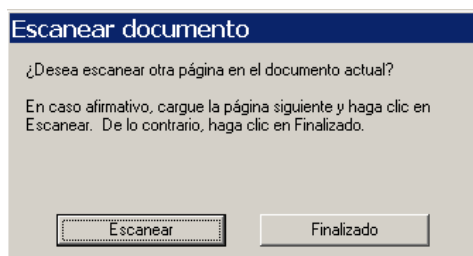 Escanear documento
¿Desea escanear otra página en el documento actual?
En caso afirmativo, cargue la página siguiente y haga clic en
Escanear. De lo contrario, haga clic en Finalizado.
Escanear
Finalizado